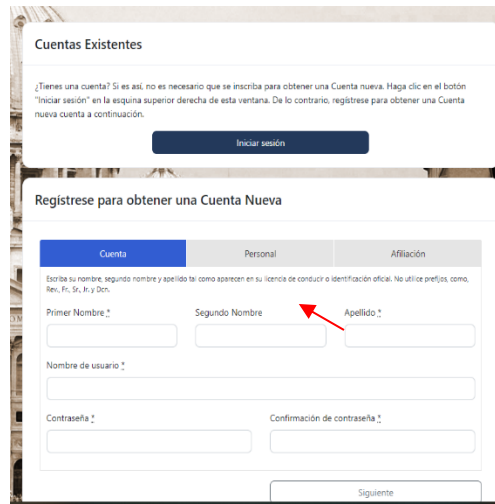 Cuentas Existentes
¿Tienes una cuenta? Si es así, no es necesario que se inscriba para obtener una Cuenta nueva. Haga clic en el botón
"Iniciar sesión" en la esquina superior derecha de esta ventana. De lo contrario, regístrese para obtener una Cuenta
nueva cuenta a continuación.
Iniciar sesión
Regístrese para obtener una Cuenta Nueva
Cuenta Personal Afiliación
Escriba su nombre, segundo nombre y apellido tal como aparecen en su licencia de conducir o identificación oficial. No utilice prefijos, como,
Rev., Fr., Sr., Jr. y Dcn.
Primer Nombre * Segundo Nombre Apellido *
Nombre de usuario *
Contraseña * Confirmación de contraseña *
Siguiente